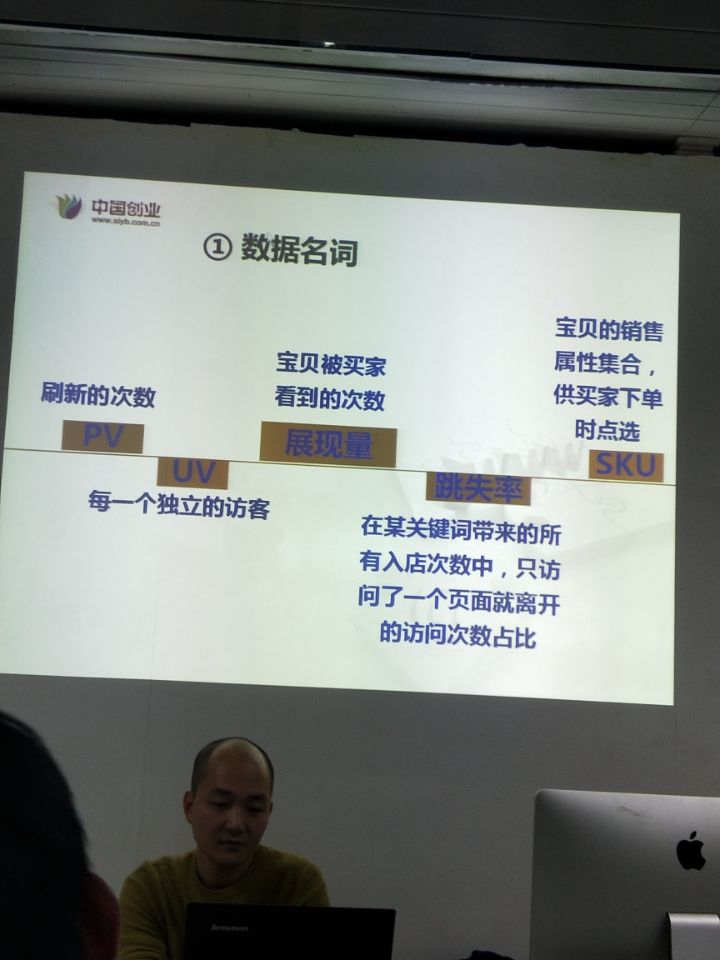 中国创业
www.siyb.com.cn
① 数据名词
刷新的次数
PV
UV
每一个独立的访客
宝贝被买家
看到的次数
展现量
跳失率
在某关键词带来的所
有入店次数中，只访
问了一个页面就离开
的访问次数占比
宝贝的销售
属性集合，
供买家下单
时点选
SKU
lenovo